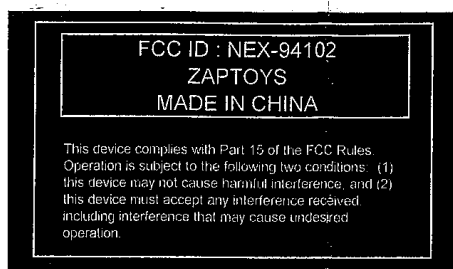 FCC ID : NEX-94102
ZAPTOYS
MADE IN CHINA
This device complies with Part 15 of the FCC Rules.
Operation is subject to the following two conditions: (1)
this device may not cause harmful interference, and (2)
this device must accept any interference received,
including interference that may cause undesired
operation.